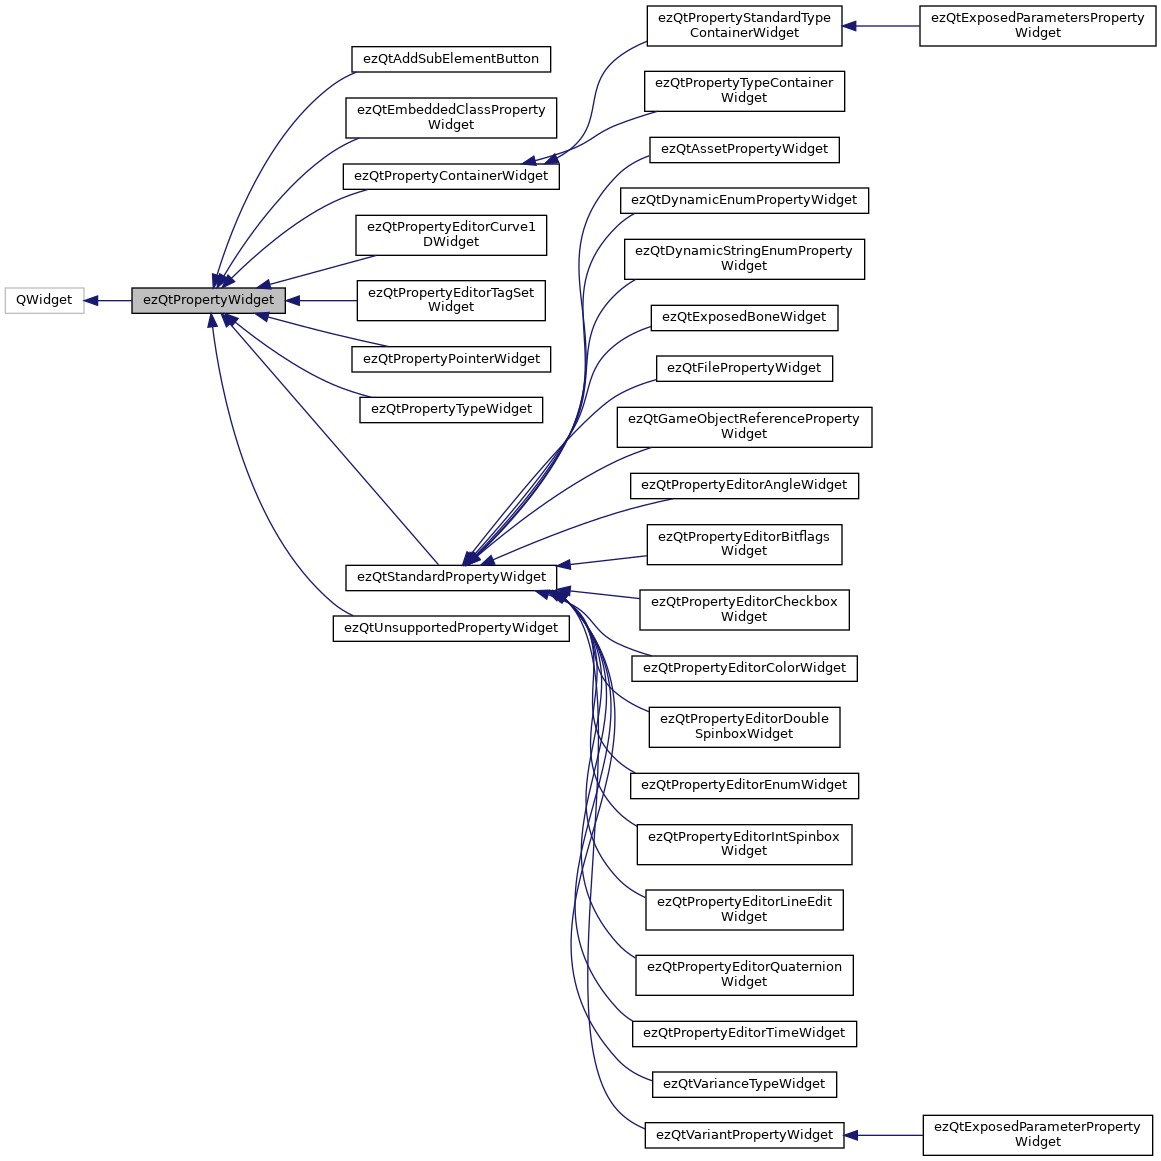 QWidget
ezQtPropertyWidget
ezQtAddSubElementButton
ezQtEmbeddedClassProperty
Widget
ezQtPropertyContainerWidget
ezQtPropertyEditorCurve1
DWidget
ezQtPropertyEditorTagSet
Widget
ezQtPropertyPointerWidget
ezQtPropertyTypeWidget
ezQtStandardPropertyWidget
ezQtUnsupportedPropertyWidget
ezQtPropertyStandardType
ContainerWidget
ezQtPropertyTypeContainer
Widget
ezQtAssetPropertyWidget
ezQtDynamicEnumPropertyWidget
ezQtDynamicStringEnumProperty
Widget
ezQtExposedBoneWidget
ezQtFilePropertyWidget
ezQtGameObjectReferenceProperty
Widget
ezQtPropertyEditorAngleWidget
ezQtPropertyEditorBitflags
Widget
ezQtPropertyEditorCheckbox
Widget
ezQtPropertyEditorColorWidget
ezQtPropertyEditorDouble
SpinboxWidget
ezQtPropertyEditorEnumWidget
ezQtPropertyEditorIntSpinbox
Widget
ezQtPropertyEditorLineEdit
Widget
ezQtPropertyEditorQuaternion
Widget
ezQtPropertyEditorTimeWidget
ezQtVarianceTypeWidget
ezQtVariantPropertyWidget
ezQtExposedParametersProperty
Widget
ezQtExposedParameterProperty
Widget